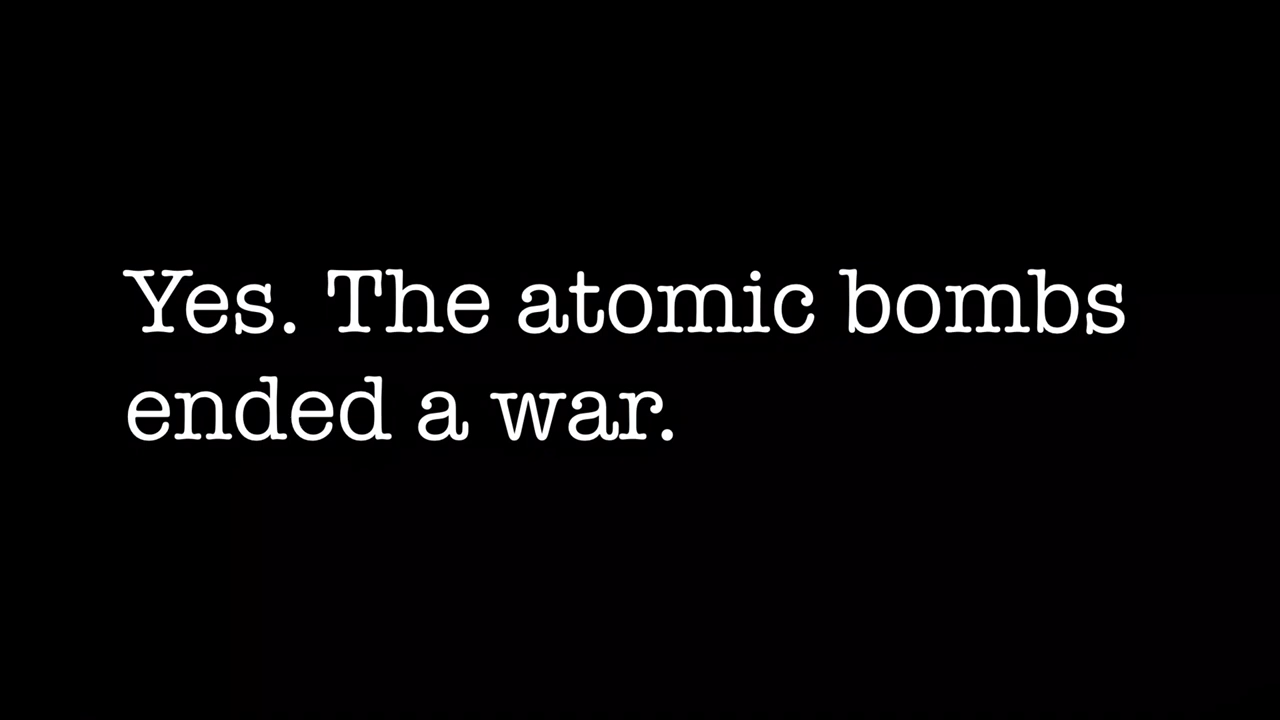 Yes. The atomic bombs
ended a war.